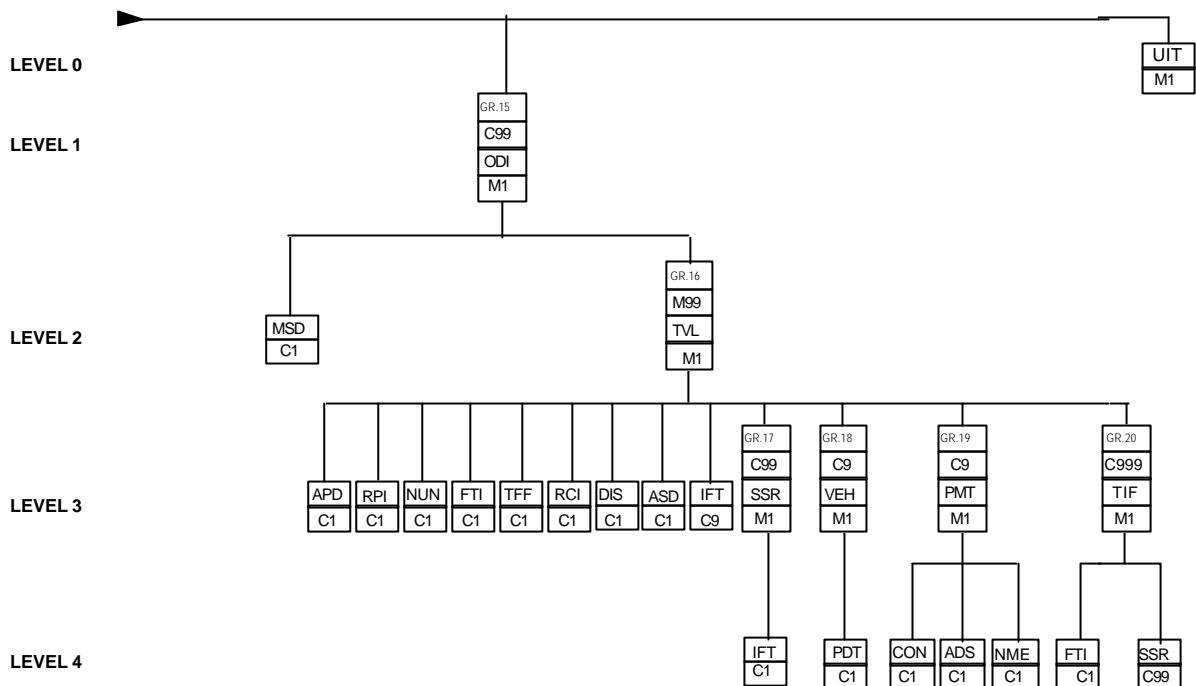 LEVEL 0
UIT
M1
GR.15
LEVEL 1
C99
ODI
M1
GR.16
M99
LEVEL 2
MSD
TVL
C1
M1
GR.17 GR.18 GR.19 GR.20
C99 C9 C9 C999
LEVEL 3
APD RPI NUN FTI TFF RCI DIS ASD IFT SSR VEH PMT TIF
C1 C1 C1 C1 C1 C1 C1 C1 C9 M1 M1 M1 M1
LEVEL 4
IFT PDT CON ADS NME FTI SSR
C1 C1 C1 C1 C1 C1 C99